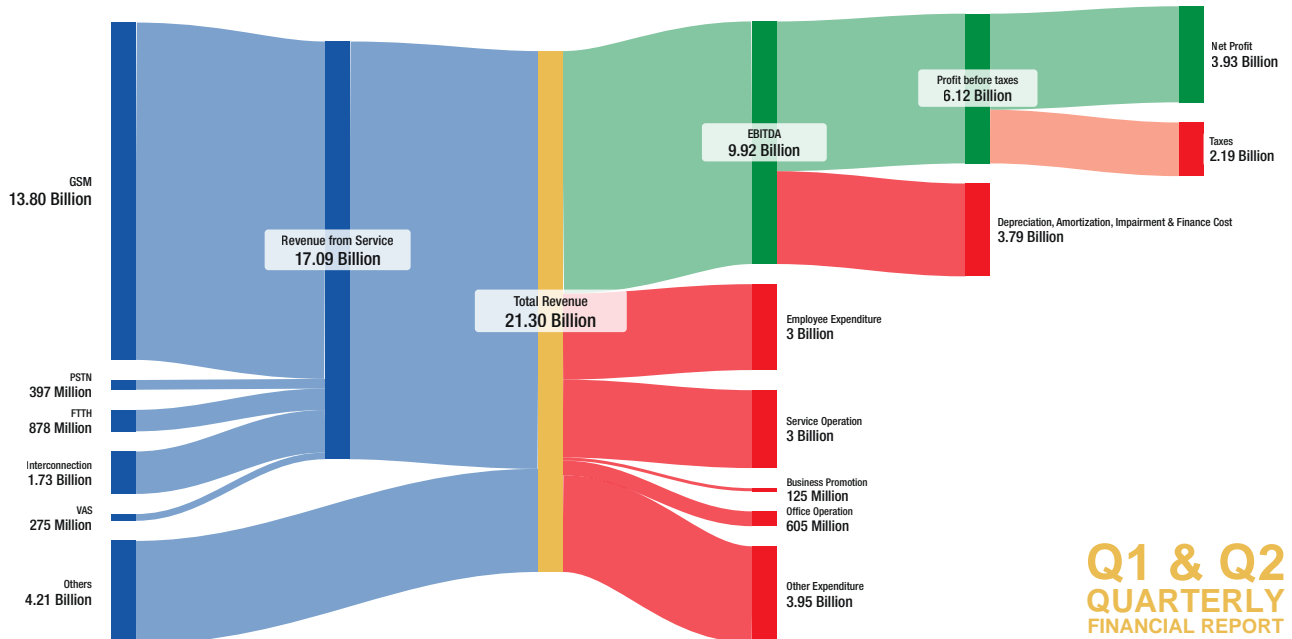 GSM
13.80 Billion
PSTN
397 Million
FTTH
878 Million
Interconnection
1.73 Billion
VAS
275 Million
Others
4.21 Billion
Revenue from Service
17.09 Billion
Total Revenue
21.30 Billion
EBITDA
9.92 Billion
Profit before taxes
6.12 Billion
Net Profit
3.93 Billion
Taxes
2.19 Billion
Depreciation, Amortization, Impairment & Finance Cost
3.79 Billion
Employee Expenditure
3 Billion
Service Operation
3 Billion
Business Promotion
125 Million
Office Operation
605 Million
Other Expenditure
3.95 Billion
Q1 & Q2
QUARTERLY
FINANCIAL REPORT